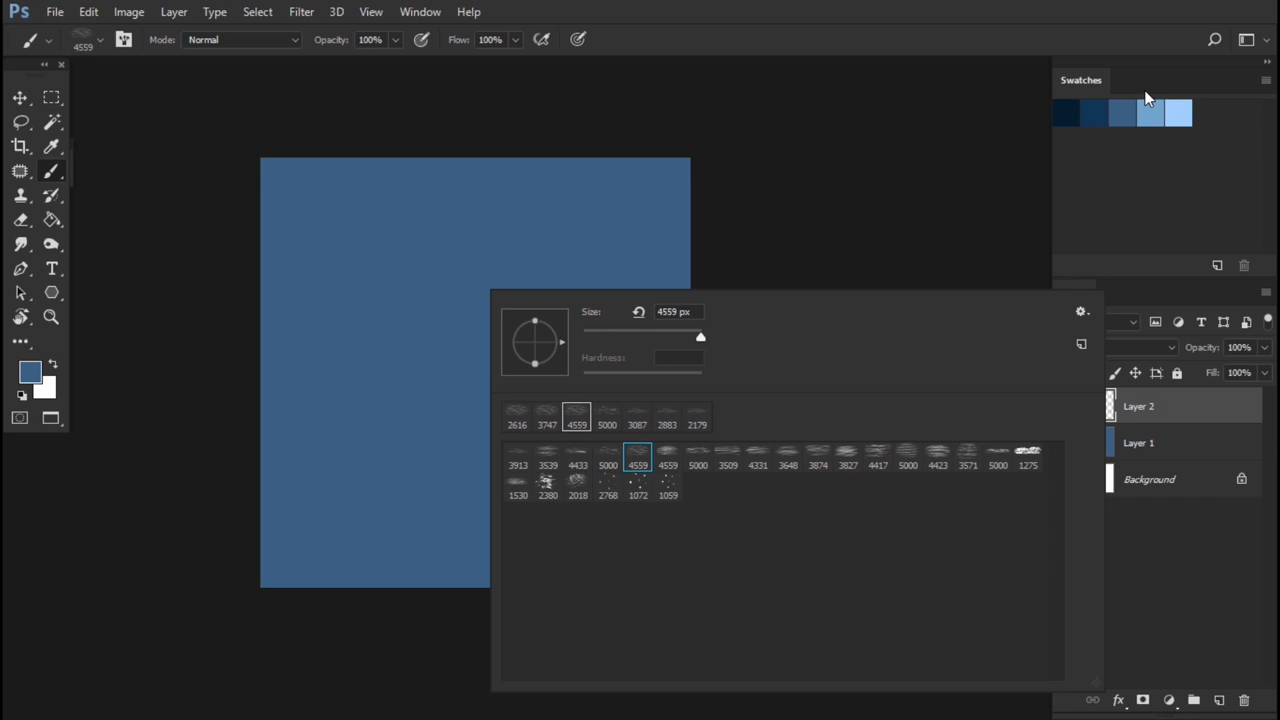 Ps File Edit Image Layer Type Select Filter 3D View Window Help
4559 Mode: Normal Opacity: 100% Flow: 100%
Swatches
Size: 4559 px
Hardness:
Opacity: 100%
Fill: 100%
2616 3747 4559 5000 3087 2883 2179
Layer 2
Layer 1
Background
3913 3539 4433 5000 4559 4559 5000 3509 4331 3648 3874 3827 4417 5000 4423 3571 5000 1275
1530 2380 2018 2768 1072 1059
fx